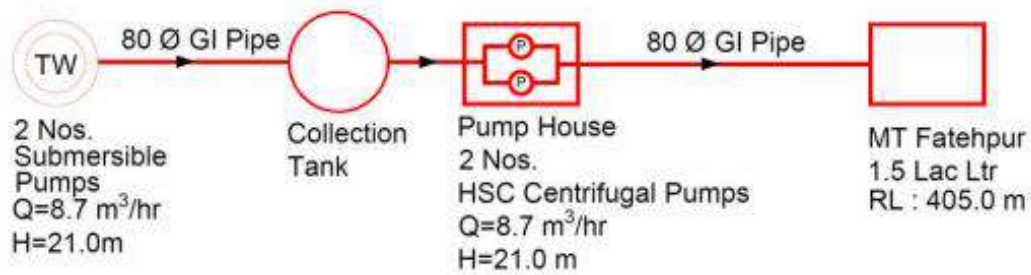 TW
80 Ø GI Pipe
2 Nos.
Submersible
Pumps
Q=8.7 m³/hr
H=21.0m
Collection
Tank
P
P
Pump House
2 Nos.
HSC Centrifugal Pumps
Q=8.7 m³/hr
H=21.0 m
80 Ø GI Pipe
MT Fatehpur
1.5 Lac Ltr
RL : 405.0 m